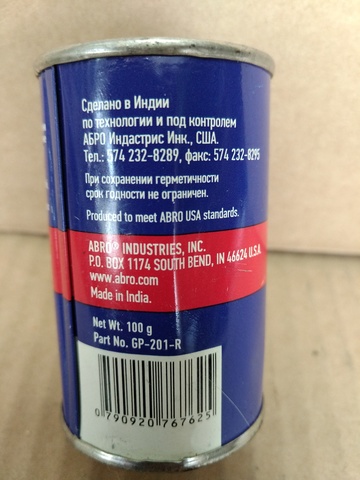 Сделано в Индии
по технологии и под контролем
АБРО Индастрис Инк., США.
Тел.: 574 232-8289, факс: 574 232-8295
При сохранении герметичности
срок годности не ограничен.
Produced to meet ABRO USA standards.
ABRO® INDUSTRIES, INC.
P.O. BOX 1174 SOUTH BEND, IN 46624 U.S.A.
www.abro.com
Made in India.
Net Wt. 100 g
Part No. GP-201-R
0 790920 767625